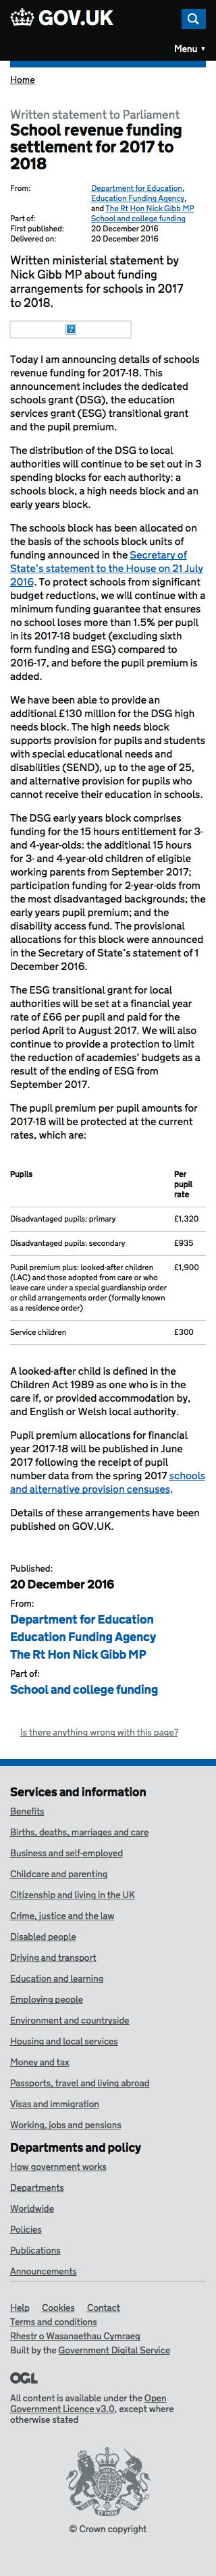 GOV.UK
Menu ▼
Home
Written statement to Parliament
School revenue funding
settlement for 2017 to
2018
From: Department for Education,
Education Funding Agency,
and The Rt Hon Nick Gibb MP
Part of: School and college funding
First published: 20 December 2016
Delivered on: 20 December 2016
Written ministerial statement by
Nick Gibb MP about funding
arrangements for schools in 2017
to 2018.
?
Today I am announcing details of schools
revenue funding for 2017-18. This
announcement includes the dedicated
schools grant (DSG), the education
services grant (ESG) transitional grant
and the pupil premium.
The distribution of the DSG to local
authorities will continue to be set out in 3
spending blocks for each authority: a
schools block, a high needs block and an
early years block.
The schools block has been allocated on
the basis of the schools block units of
funding announced in the Secretary of
State’s statement to the House on 21 July
2016. To protect schools from significant
budget reductions, we will continue with a
minimum funding guarantee that ensures
no school loses more than 1.5% per pupil
in its 2017-18 budget (excluding sixth
form funding and ESG) compared to
2016-17, and before the pupil premium is
added.
We have been able to provide an
additional £130 million for the DSG high
needs block. The high needs block
supports provision for pupils and students
with special educational needs and
disabilities (SEND), up to the age of 25,
and alternative provision for pupils who
cannot receive their education in schools.
The DSG early years block comprises
funding for the 15 hours entitlement for 3-
and 4-year-olds: the additional 15 hours
for 3- and 4-year-old children of eligible
working parents from September 2017;
participation funding for 2-year-olds from
the most disadvantaged backgrounds; the
early years pupil premium; and the
disability access fund. The provisional
allocations for this block were announced
in the Secretary of State’s statement of 1
December 2016.
The ESG transitional grant for local
authorities will be set at a financial year
rate of £66 per pupil and paid for the
period April to August 2017. We will also
continue to provide a protection to limit
the reduction of academies’ budgets as a
result of the ending of ESG from
September 2017.
The pupil premium per pupil amounts for
2017-18 will be protected at the current
rates, which are:
Pupils Per
pupil
rate
Disadvantaged pupils: primary £1,320
Disadvantaged pupils: secondary £935
Pupil premium plus: looked-after children £1,900
(LAC) and those adopted from care or who
leave care under a special guardianship order
or child arrangements order (formally known
as a residence order)
Service children £300
A looked-after child is defined in the
Children Act 1989 as one who is in the
care if, or provided accommodation by,
and English or Welsh local authority.
Pupil premium allocations for financial
year 2017-18 will be published in June
2017 following the receipt of pupil
number data from the spring 2017 schools
and alternative provision censuses.
Details of these arrangements have been
published on GOV.UK.
Published:
20 December 2016
From:
Department for Education
Education Funding Agency
The Rt Hon Nick Gibb MP
Part of:
School and college funding
Is there anything wrong with this page?
Services and information
Benefits
Births, deaths, marriages and care
Business and self-employed
Childcare and parenting
Citizenship and living in the UK
Crime, justice and the law
Disabled people
Driving and transport
Education and learning
Employing people
Environment and countryside
Housing and local services
Money and tax
Passports, travel and living abroad
Visas and immigration
Working, jobs and pensions
Departments and policy
How government works
Departments
Worldwide
Policies
Publications
Announcements
Help Cookies Contact
Terms and conditions
Rhestr o Wasanaethau Cymraeg
Built by the Government Digital Service
OGL
All content is available under the Open
Government Licence v3.0, except where
otherwise stated
© Crown copyright